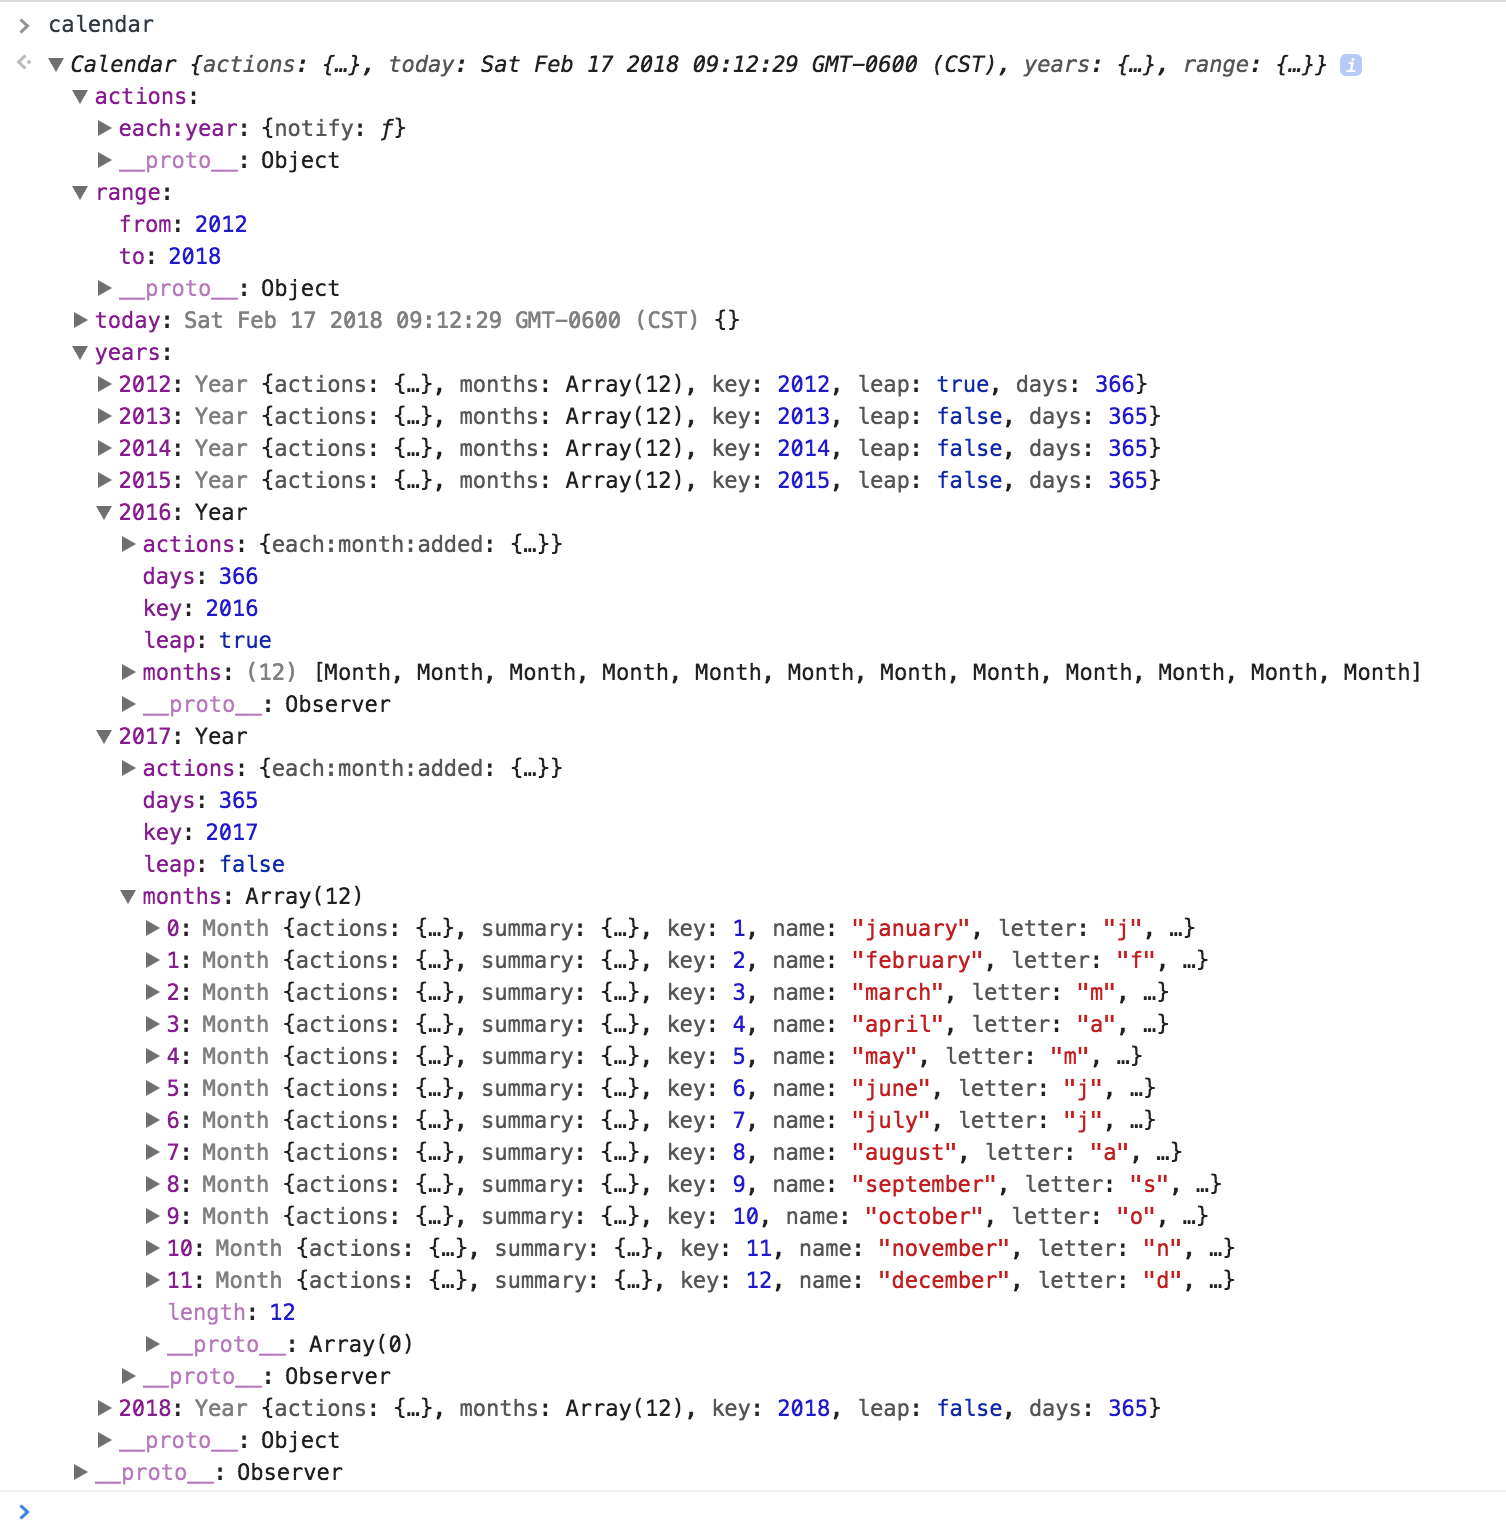 calendar
Calendar {actions: {…}, today: Sat Feb 17 2018 09:12:29 GMT-0600 (CST), years: {…}, range: {…}} i
actions:
each:year: {notify: ƒ}
__proto__: Object
range:
from: 2012
to: 2018
__proto__: Object
today: Sat Feb 17 2018 09:12:29 GMT-0600 (CST) {}
years:
2012: Year {actions: {…}, months: Array(12), key: 2012, leap: true, days: 366}
2013: Year {actions: {…}, months: Array(12), key: 2013, leap: false, days: 365}
2014: Year {actions: {…}, months: Array(12), key: 2014, leap: false, days: 365}
2015: Year {actions: {…}, months: Array(12), key: 2015, leap: false, days: 365}
2016: Year
actions: {each:month:added: {…}}
days: 366
key: 2016
leap: true
months: (12) [Month, Month, Month, Month, Month, Month, Month, Month, Month, Month, Month, Month]
__proto__: Observer
2017: Year
actions: {each:month:added: {…}}
days: 365
key: 2017
leap: false
months: Array(12)
0: Month {actions: {…}, summary: {…}, key: 1, name: "january", letter: "j", …}
1: Month {actions: {…}, summary: {…}, key: 2, name: "february", letter: "f", …}
2: Month {actions: {…}, summary: {…}, key: 3, name: "march", letter: "m", …}
3: Month {actions: {…}, summary: {…}, key: 4, name: "april", letter: "a", …}
4: Month {actions: {…}, summary: {…}, key: 5, name: "may", letter: "m", …}
5: Month {actions: {…}, summary: {…}, key: 6, name: "june", letter: "j", …}
6: Month {actions: {…}, summary: {…}, key: 7, name: "july", letter: "j", …}
7: Month {actions: {…}, summary: {…}, key: 8, name: "august", letter: "a", …}
8: Month {actions: {…}, summary: {…}, key: 9, name: "september", letter: "s", …}
9: Month {actions: {…}, summary: {…}, key: 10, name: "october", letter: "o", …}
10: Month {actions: {…}, summary: {…}, key: 11, name: "november", letter: "n", …}
11: Month {actions: {…}, summary: {…}, key: 12, name: "december", letter: "d", …}
length: 12
__proto__: Array(0)
__proto__: Observer
2018: Year {actions: {…}, months: Array(12), key: 2018, leap: false, days: 365}
__proto__: Object
__proto__: Observer